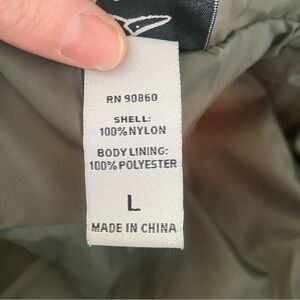 RN 90860
SHELL:
100% NYLON
BODY LINING:
100% POLYESTER
L
MADE IN CHINA